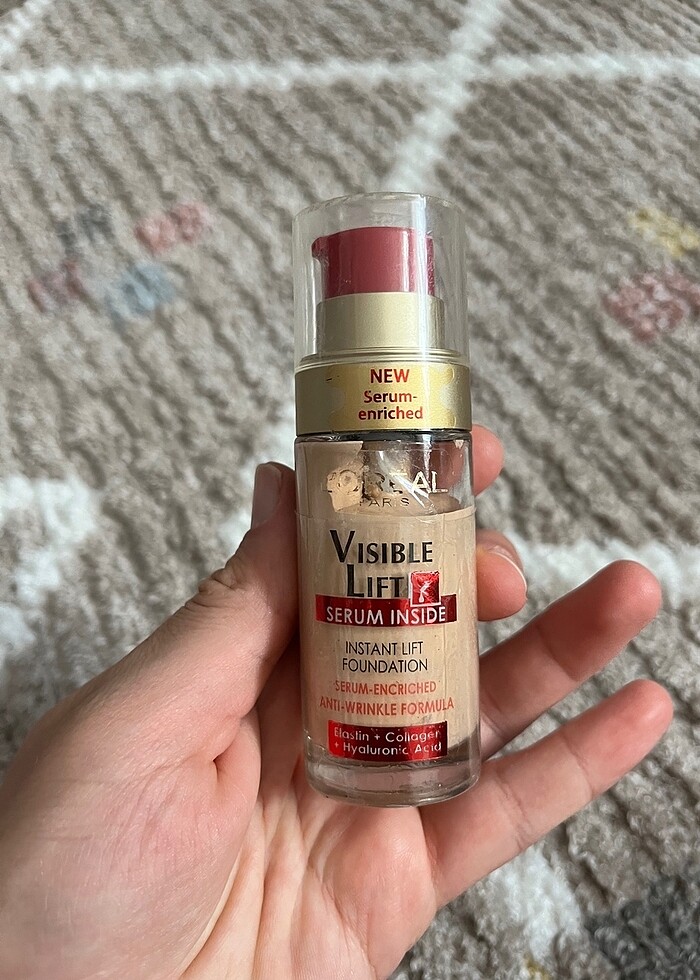 NEW
Serum-
enriched
L'ORÉAL
PARIS
VISIBLE
LIFT
SERUM INSIDE
INSTANT LIFT
FOUNDATION
SERUM-ENCRICHED
ANTI-WRINKLE FORMULA
Elastin + Collagen
+ Hyaluronic Acid